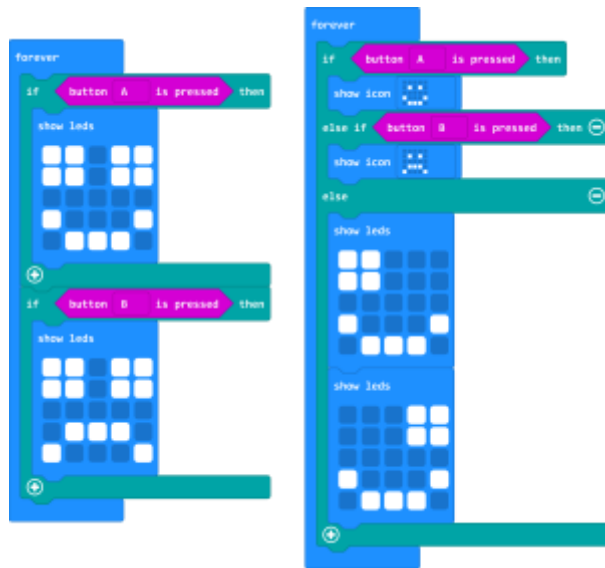 forever
if button A is pressed then
show leds
if button B is pressed then
show leds
forever
if button A is pressed then
show icon
else if button B is pressed then
show icon
else
show leds
show leds